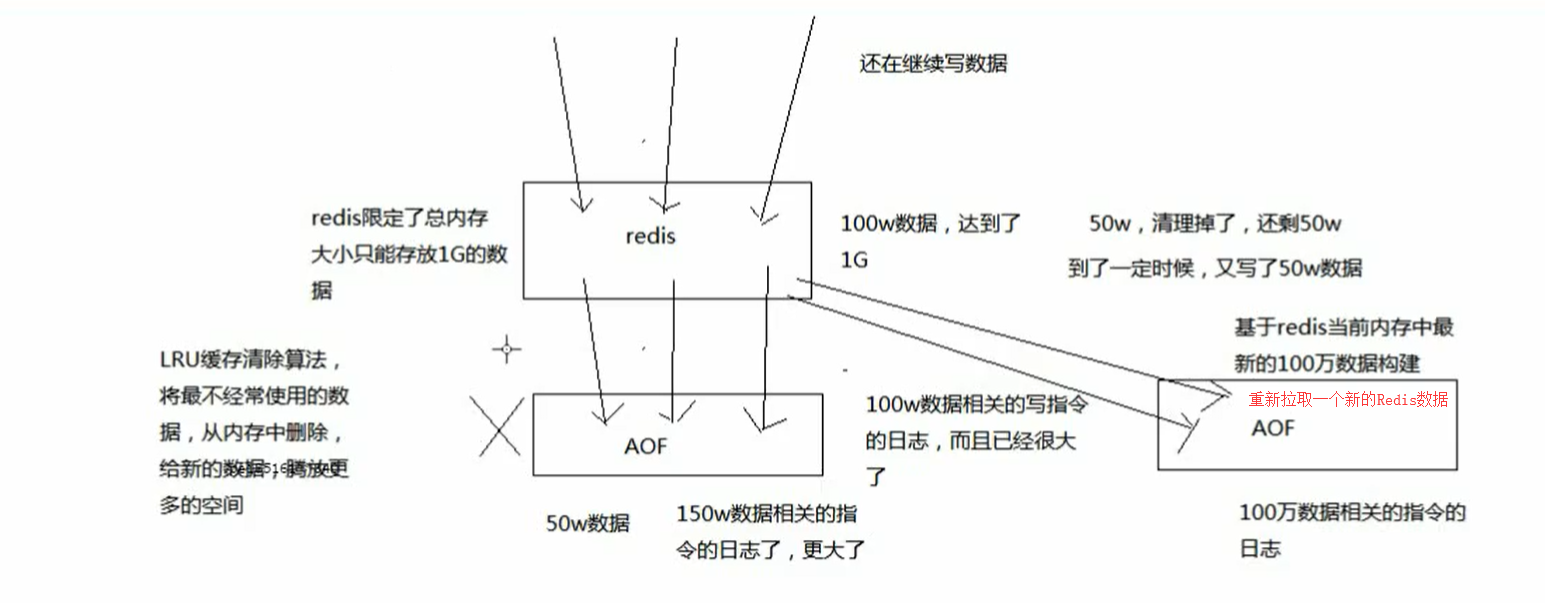 还在继续写数据
redis限定了总内存
大小只能存放1G的数
据
redis
100w数据，达到了
1G
50w，清理掉了，还剩50w
到了一定时候，又写了50w数据
基于redis当前内存中最
新的100万数据构建
LRU缓存清除算法，
将最不经常使用的数
据，从内存中删除，
给新的数据，腾放更
多的空间
AOF
100w数据相关的写指令
的日志，而且已经很大
了
重新拉取一个新的Redis数据
AOF
50w数据
150w数据相关的指
令的日志了，更大了
100万数据相关的指令的
日志